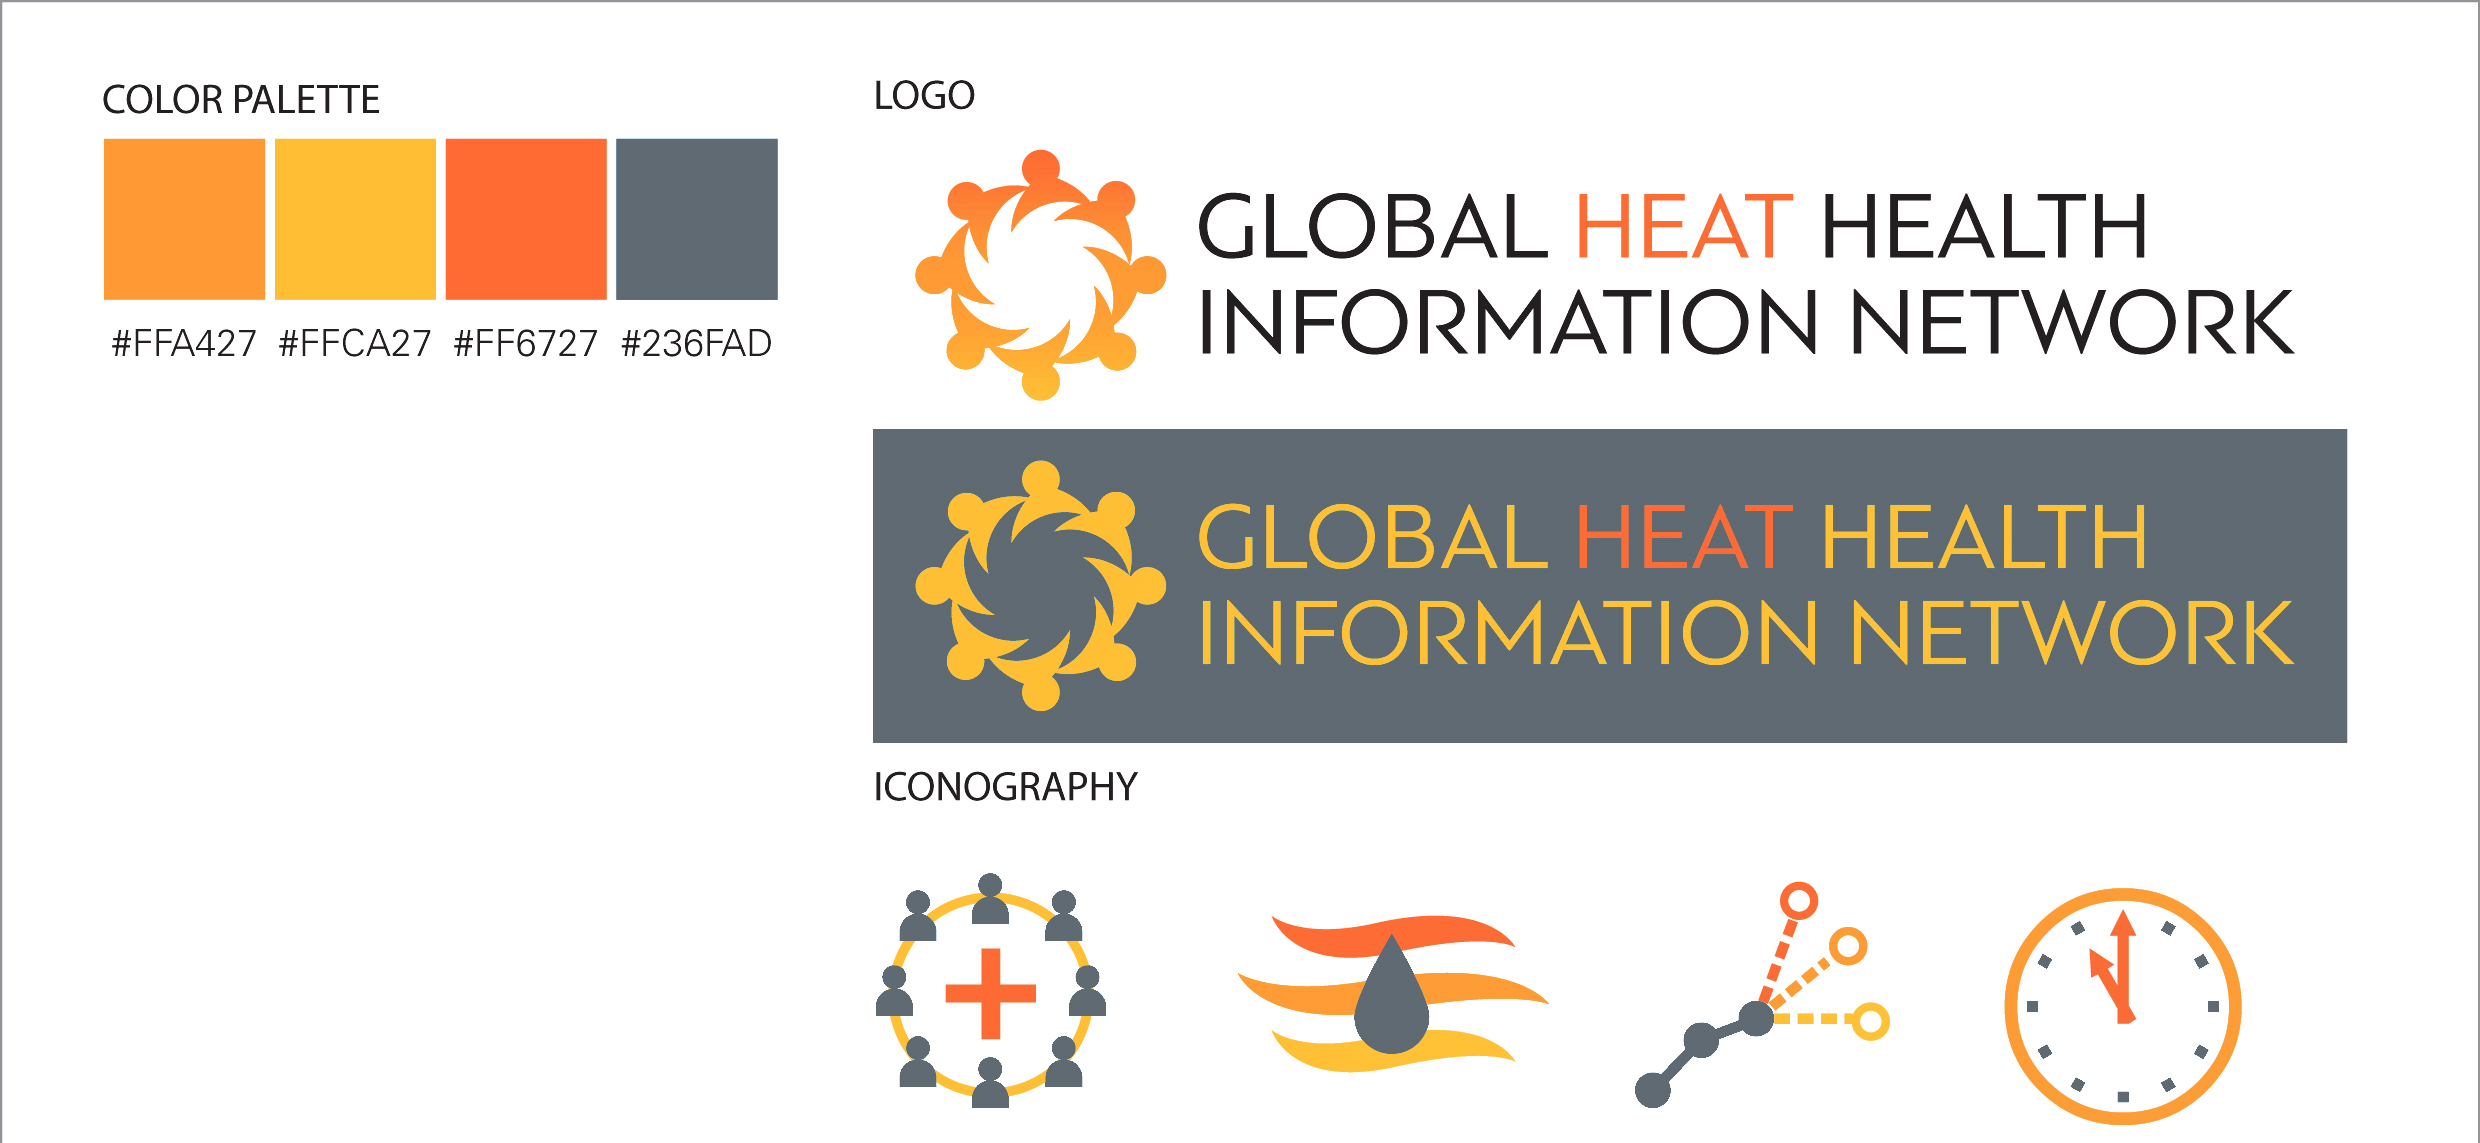 COLOR PALETTE
#FFA427 #FFCA27 #FF6727 #236FAD
LOGO
GLOBAL HEAT HEALTH
INFORMATION NETWORK
GLOBAL HEAT HEALTH
INFORMATION NETWORK
ICONOGRAPHY